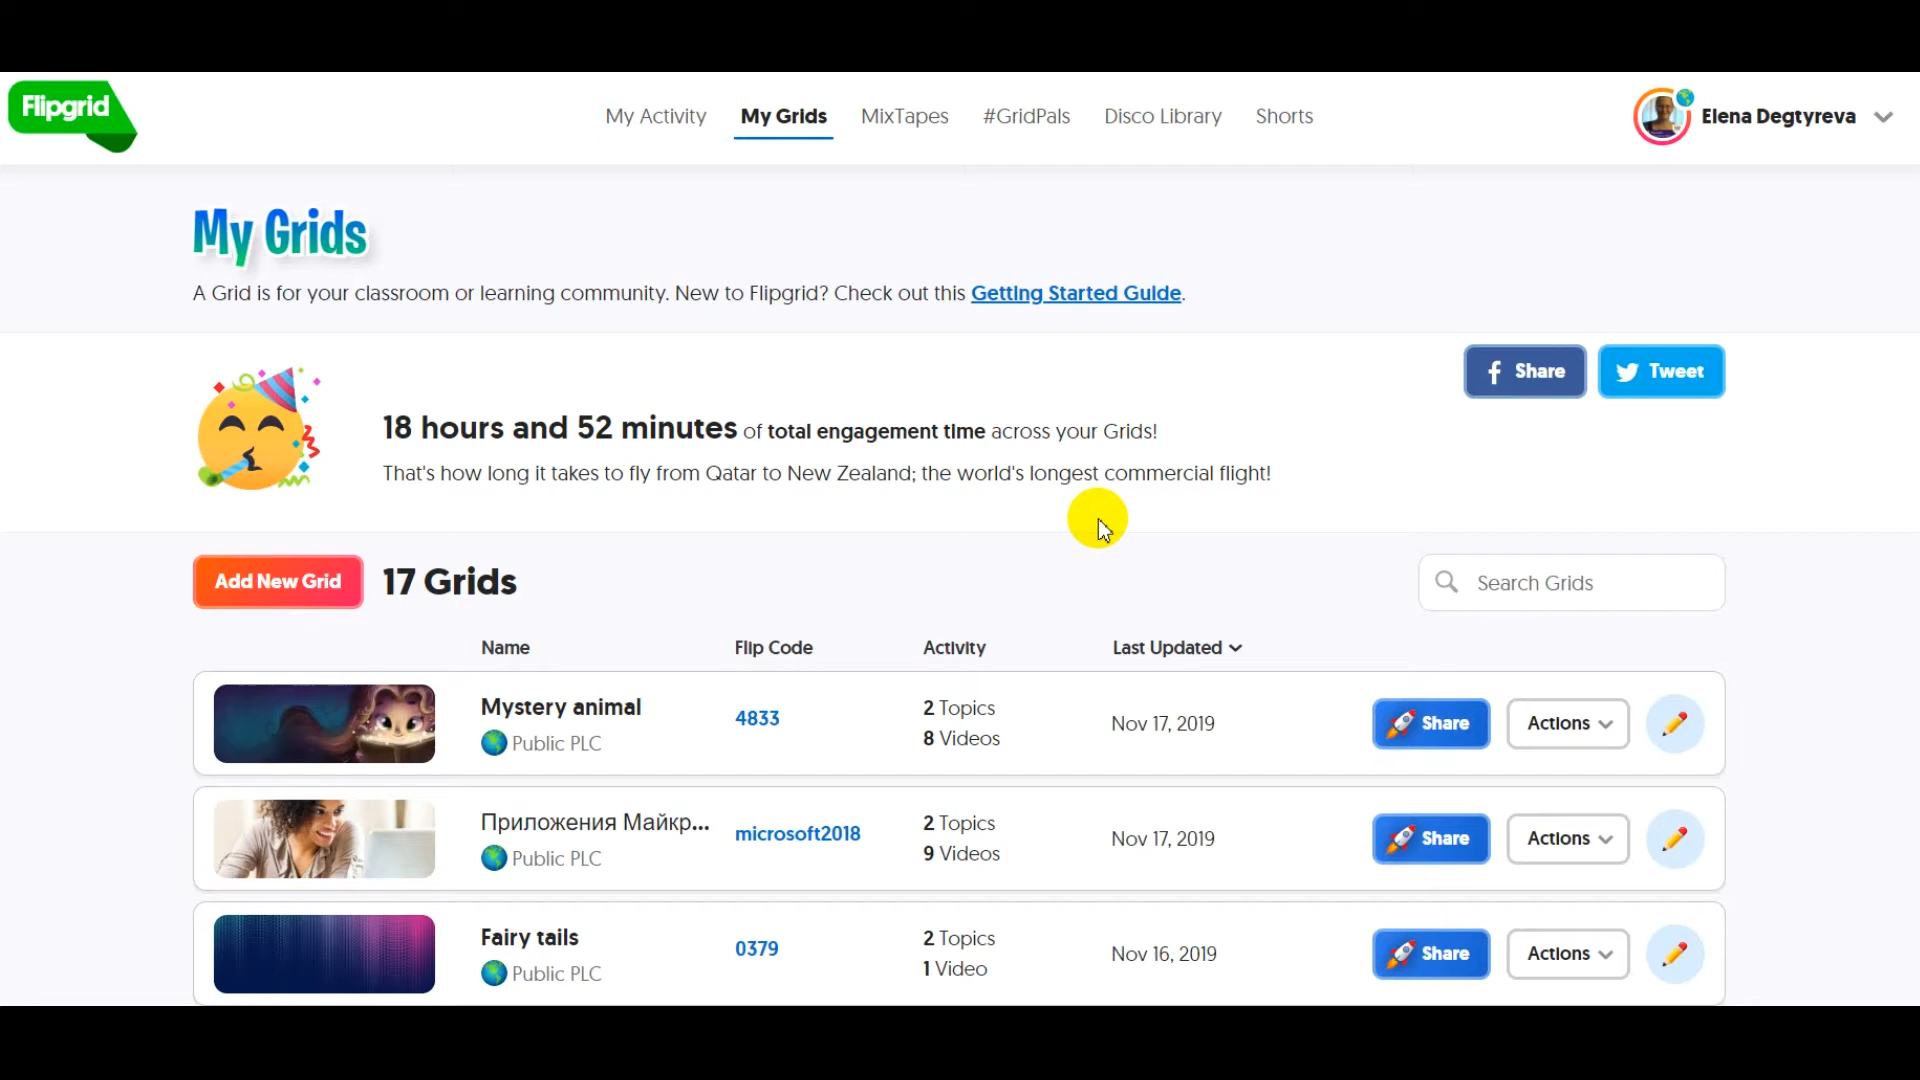 Flipgrid
My Activity
My Grids
MixTapes
#GridPals
Disco Library
Shorts
Elena Degtyreva
My Grids
A Grid is for your classroom or learning community. New to Flipgrid? Check out this Getting Started Guide.
Share
Tweet
18 hours and 52 minutes of total engagement time across your Grids!
That's how long it takes to fly from Qatar to New Zealand; the world's longest commercial flight!
Add New Grid
17 Grids
Search Grids
Name
Flip Code
Activity
Last Updated
Mystery animal
Public PLC
4833
2 Topics
8 Videos
Nov 17, 2019
Share
Actions
Приложения Майкр...
Public PLC
microsoft2018
2 Topics
9 Videos
Nov 17, 2019
Share
Actions
Fairy tails
Public PLC
0379
2 Topics
1 Video
Nov 16, 2019
Share
Actions